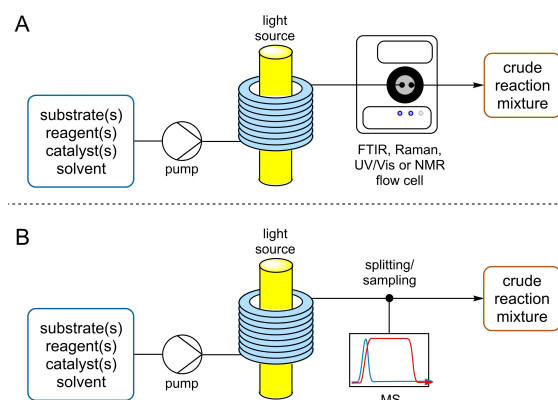 A
light
source
substrate(s)
reagent(s)
catalyst(s)
solvent
pump
FTIR, Raman,
UV/Vis or NMR
flow cell
crude
reaction
mixture
B
light
source
substrate(s)
reagent(s)
catalyst(s)
solvent
pump
splitting/
sampling
MS
crude
reaction
mixture